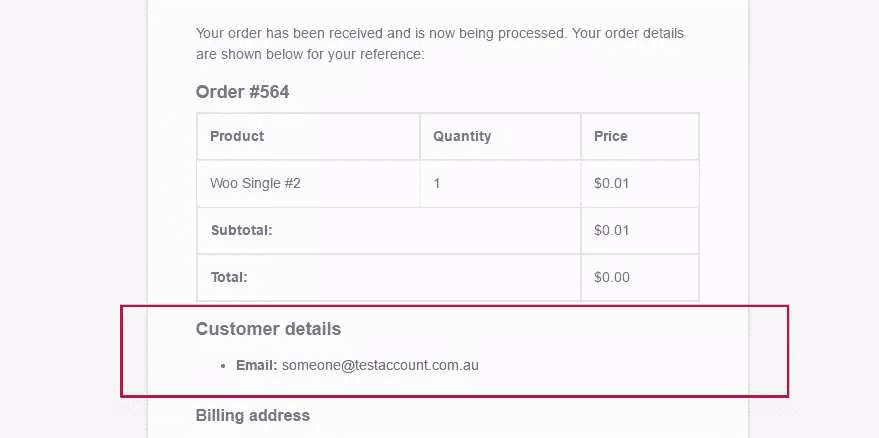 Your order has been received and is now being processed. Your order details
are shown below for your reference:
Order #564
Product Quantity Price
Woo Single #2 1 $0.01
Subtotal: $0.01
Total: $0.00
Customer details
• Email: someone@testaccount.com.au
Billing address